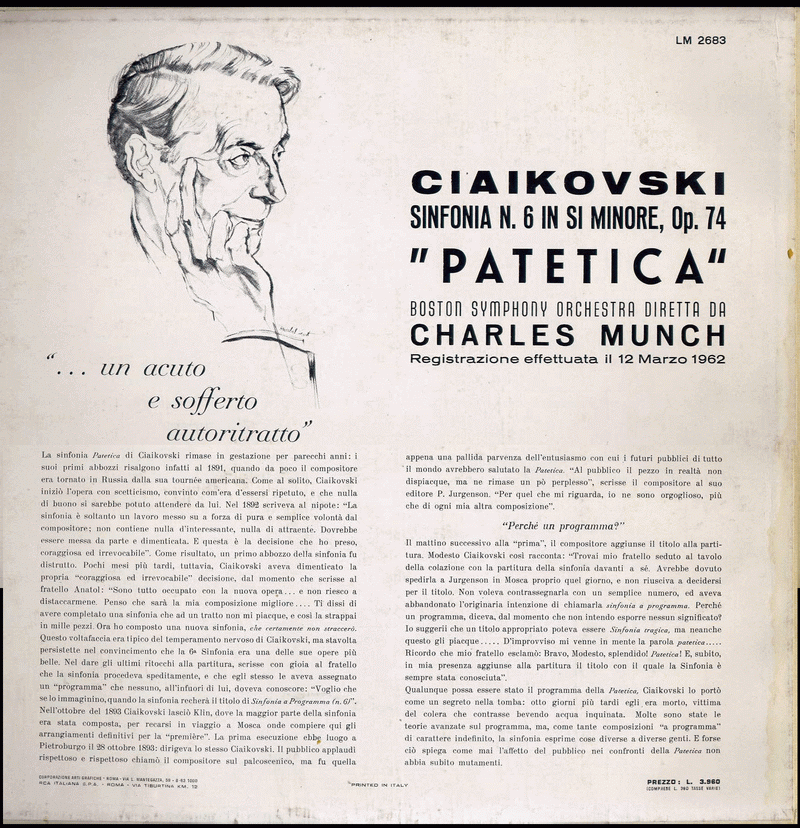 LM 2683
CIAIKOVSKI
SINFONIA N. 6 IN SI MINORE, Op. 74
"PATETICA"
BOSTON SYMPHONY ORCHESTRA DIRETTA DA
CHARLES MUNCH
Registrazione effettuata il 12 Marzo 1962
“... un acuto
e sofferto
autoritratto”
La sinfonia Patetica di Ciaikovski rimase in gestazione per parecchi anni: i
suoi primi abbozzi risalgono infatti al 1891, quando da poco il compositore
era tornato in Russia dalla sua tournée americana. Come al solito, Ciaikovski
iniziò l'opera con scetticismo, convinto com'era d'essersi ripetuto, e che nulla
di buono si sarebbe potuto attendere da lui. Nel 1892 scriveva al nipote: “La
sinfonia è soltanto un lavoro messo su a forza di pura e semplice volontà dal
compositore; non contiene nulla d'interessante, nulla di attraente. Dovrebbe
essere messa da parte e dimenticata. E questa è la decisione che ho preso,
coraggiosa ed irrevocabile”. Come risultato, un primo abbozzo della sinfonia fu
distrutto. Pochi mesi più tardi, tuttavia, Ciaikovski aveva dimenticato la
propria “coraggiosa ed irrevocabile” decisione, dal momento che scrisse al
fratello Anatol: “Sono tutto occupato con la nuova opera... e non riesco a
distaccarmene. Penso che sarà la mia composizione migliore.... Ti dissi di
avere completato una sinfonia che ad un tratto non mi piacque, e così la strappai
in mille pezzi. Ora ho composto una nuova sinfonia, che certamente non straccerò.
Questo voltafaccia era tipico del temperamento nervoso di Ciaikovski, ma stavolta
persistette nel convincimento che la 6ª Sinfonia era una delle sue opere più
belle. Nel dare gli ultimi ritocchi alla partitura, scrisse con gioia al fratello
che la sinfonia procedeva speditamente, e che egli stesso le aveva assegnato
un “programma” che nessuno, all'infuori di lui, doveva conoscere: “Voglio che
se lo immaginino, quando la sinfonia recherà il titolo di Sinfonia a Programma (n. 6)”.
Nell'ottobre del 1893 Ciaikovski lasciò Klin, dove la maggior parte della sinfonia
era stata composta, per recarsi in viaggio a Mosca onde compiere qui gli
arrangiamenti definitivi per la “première”. La prima esecuzione ebbe luogo a
Pietroburgo il 28 ottobre 1893: dirigeva lo stesso Ciaikovski. Il pubblico applaudì
rispettoso e rispettoso chiamò il compositore sul palcoscenico, ma fu quella
appena una pallida parvenza dell'entusiasmo con cui i futuri pubblici di tutto
il mondo avrebbero salutato la Patetica. “Al pubblico il pezzo in realtà non
dispiacque, ma ne rimase un pò perplesso”, scrisse il compositore al suo
editore P. Jurgenson. “Per quel che mi riguarda, io ne sono orgoglioso, più
che di ogni mia altra composizione”.
“Perché un programma?”
Il mattino successivo alla “prima”, il compositore aggiunse il titolo alla parti-
tura. Modesto Ciaikovski così racconta: “Trovai mio fratello seduto al tavolo
della colazione con la partitura della sinfonia davanti a sé. Avrebbe dovuto
spedirla a Jurgenson in Mosca proprio quel giorno, e non riusciva a decidersi
per il titolo. Non voleva contrassegnarla con un semplice numero, ed aveva
abbandonato l'originaria intenzione di chiamarla sinfonia a programma. Perché
un programma, diceva, dal momento che non intendo esporre nessun significato?
Io suggerii che un titolo appropriato poteva essere Sinfonia tragica, ma neanche
questo gli piacque..... D'improvviso mi venne in mente la parola patetica.....
Ricordo che mio fratello esclamò: Bravo, Modesto, splendido! Patetica! E, subito,
in mia presenza aggiunse alla partitura il titolo con il quale la Sinfonia è
sempre stata conosciuta”.
Qualunque possa essere stato il programma della Patetica, Ciaikovski lo portò
come un segreto nella tomba: otto giorni più tardi egli era morto, vittima
del colera che contrasse bevendo acqua inquinata. Molte sono state le
teorie avanzate sul programma, ma, come tante composizioni “a programma”
di carattere indefinito, la sinfonia esprime cose diverse a diverse genti. E forse
ciò spiega come mai l'affetto del pubblico nei confronti della Patetica non
abbia subito mutamenti.
CORPORAZIONE ARTI GRAFICHE - ROMA - VIA L. MANTEGAZZA, 20 - 6-63 1000
RCA ITALIANA S.P.A. - ROMA - VIA TIBURTINA KM. 12
PRINTED IN ITALY
PREZZO: L. 3.960
(COMPRESE L. 960 TASSE VARIE)